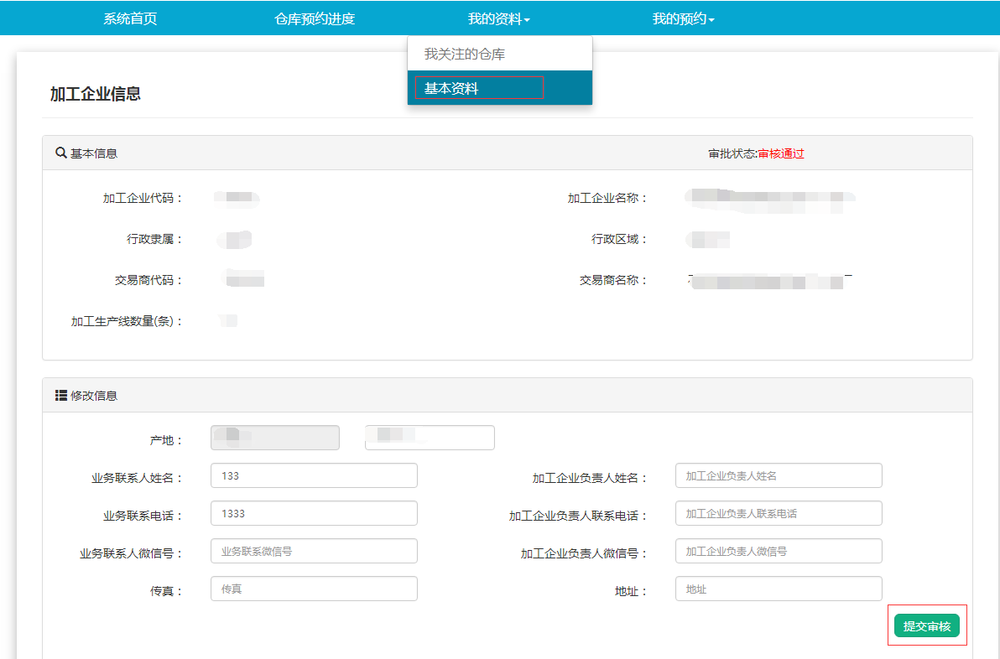 系统首页 仓库预约进度 我的资料 我的预约
我关注的仓库
基本资料
加工企业信息
基本信息 审批状态:审核通过
加工企业代码： 加工企业名称：
行政隶属： 行政区域：
交易商代码： 交易商名称：
加工生产线数量(条)：
修改信息
产地：
业务联系人姓名： 133 加工企业负责人姓名： 加工企业负责人姓名
业务联系电话： 1333 加工企业负责人联系电话： 加工企业负责人联系电话
业务联系人微信号： 业务联系微信号 加工企业负责人微信号： 加工企业负责人微信号
传真： 传真 地址： 地址
提交审核